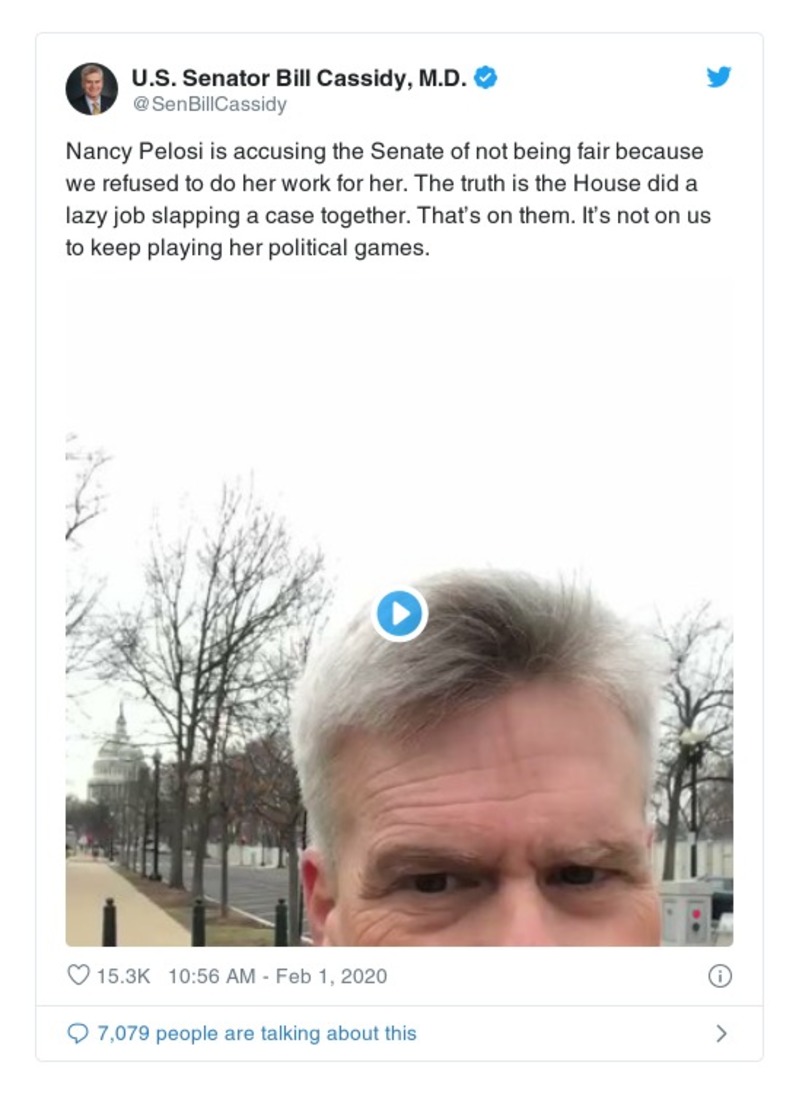 U.S. Senator Bill Cassidy, M.D.
@SenBillCassidy
Nancy Pelosi is accusing the Senate of not being fair because
we refused to do her work for her. The truth is the House did a
lazy job slapping a case together. That’s on them. It’s not on us
to keep playing her political games.
15.3K 10:56 AM - Feb 1, 2020
7,079 people are talking about this